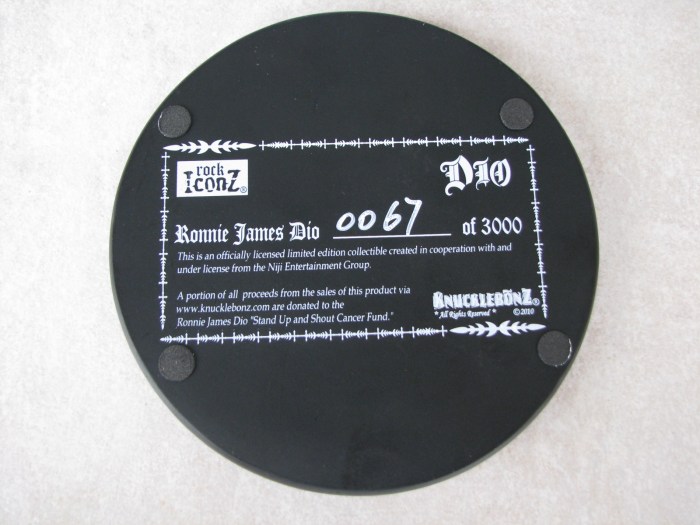 rock iconz®
DIO
Ronnie James Dio 0067 of 3000
This is an officially licensed limited edition collectible created in cooperation with and
under license from the Niji Entertainment Group.
A portion of all proceeds from the sales of this product via
www.knucklebonz.com are donated to the
Ronnie James Dio "Stand Up and Shout Cancer Fund."
KNUCKLEBONZ®
* All Rights Reserved * ©2010